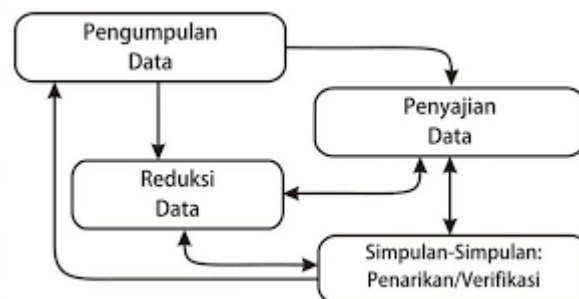 Pengumpulan
Data
Penyajian
Data
Reduksi
Data
Simpulan-Simpulan:
Penarikan/Verifikasi